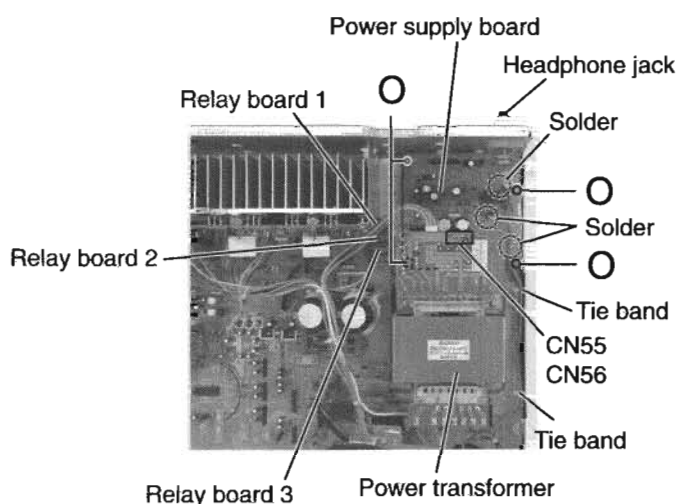 Power supply board
Headphone jack
O
Relay board 1
Solder
O
Solder
Relay board 2
O
Tie band
CN55
CN56
Tie band
Relay board 3
Power transformer